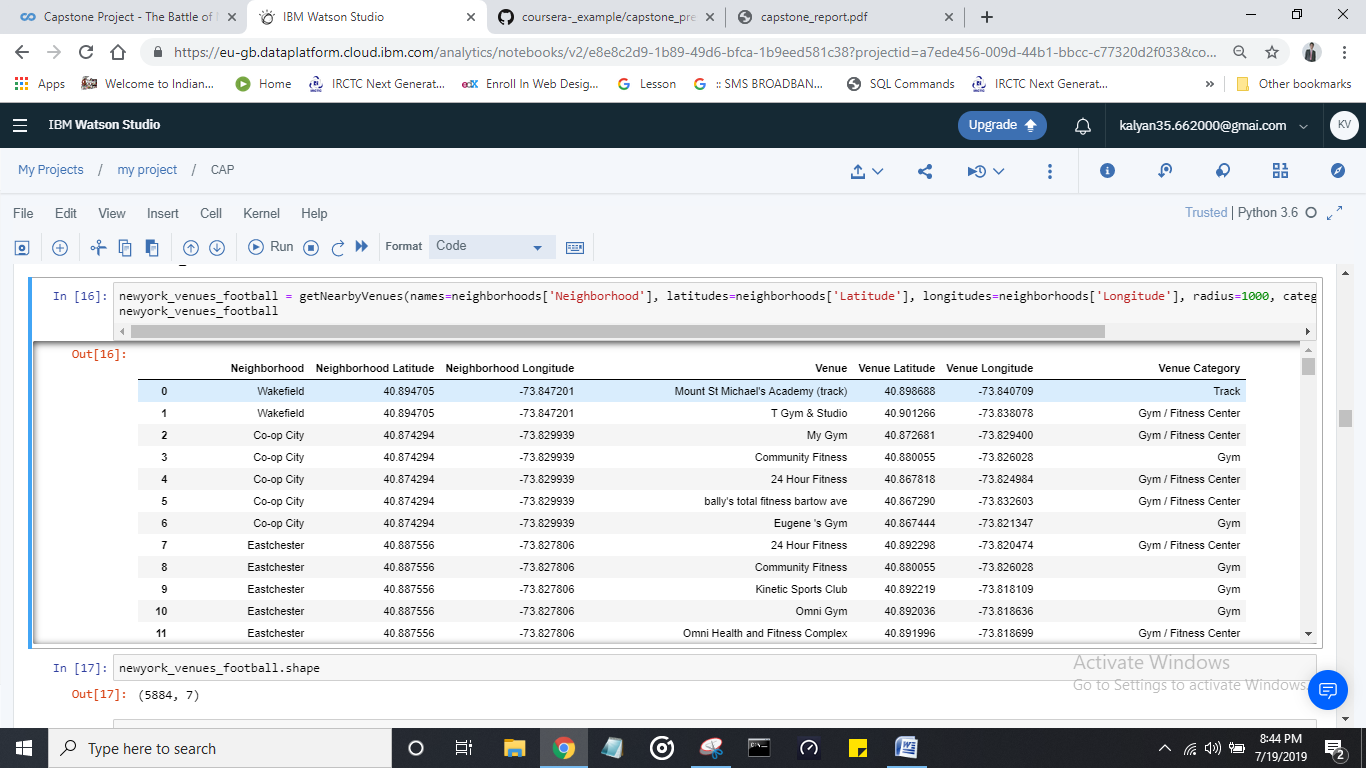 Capstone Project - The Battle of
IBM Watson Studio
coursera-_example/capstone_pre
capstone_report.pdf
https://eu-gb.dataplatform.cloud.ibm.com/analytics/notebooks/v2/e8e8c2d9-1b89-49d6-bfca-1b9eed581c38?projectid=a7ede456-009d-44b1-bbcc-c77320d2f033&co...
Apps Welcome to Indian... Home IRCTC Next Generat... edX Enroll In Web Desig... Lesson :: SMS BROADBAN... SQL Commands IRCTC Next Generat... » Other bookmarks
IBM Watson Studio
Upgrade
kalyan35.662000@gmai.com
KV
My Projects / my project / CAP
File Edit View Insert Cell Kernel Help
Trusted | Python 3.6
Run
Format Code
In [16]: newyork_venues_football = getNearbyVenues(names=neighborhoods['Neighborhood'], latitudes=neighborhoods['Latitude'], longitudes=neighborhoods['Longitude'], radius=1000, categ
newyork_venues_football
Out[16]:
Neighborhood Neighborhood Latitude Neighborhood Longitude Venue Venue Latitude Venue Longitude Venue Category
0 Wakefield 40.894705 -73.847201 Mount St Michael's Academy (track) 40.898688 -73.840709 Track
1 Wakefield 40.894705 -73.847201 T Gym & Studio 40.901266 -73.838078 Gym / Fitness Center
2 Co-op City 40.874294 -73.829939 My Gym 40.872681 -73.829400 Gym / Fitness Center
3 Co-op City 40.874294 -73.829939 Community Fitness 40.880055 -73.826028 Gym
4 Co-op City 40.874294 -73.829939 24 Hour Fitness 40.867818 -73.824984 Gym / Fitness Center
5 Co-op City 40.874294 -73.829939 bally's total fitness bartow ave 40.867290 -73.832603 Gym / Fitness Center
6 Co-op City 40.874294 -73.829939 Eugene 's Gym 40.867444 -73.821347 Gym
7 Eastchester 40.887556 -73.827806 24 Hour Fitness 40.892298 -73.820474 Gym / Fitness Center
8 Eastchester 40.887556 -73.827806 Community Fitness 40.880055 -73.826028 Gym
9 Eastchester 40.887556 -73.827806 Kinetic Sports Club 40.892219 -73.818109 Gym
10 Eastchester 40.887556 -73.827806 Omni Gym 40.892036 -73.818636 Gym
11 Eastchester 40.887556 -73.827806 Omni Health and Fitness Complex 40.891996 -73.818699 Gym / Fitness Center
In [17]: newyork_venues_football.shape
Out[17]: (5884, 7)
Activate Windows
Go to Settings to activate Windows.
Type here to search
8:44 PM
7/19/2019
2